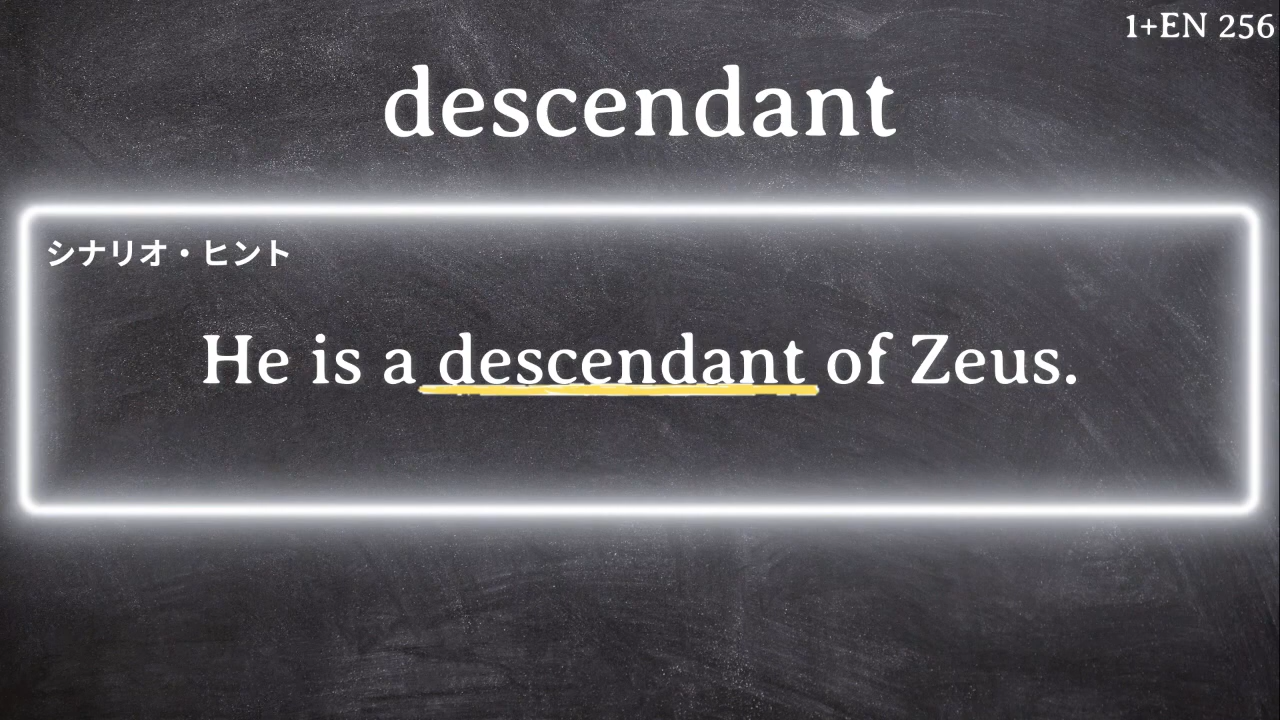 1+EN 256
descendant
シナリオ・ヒント
He is a descendant of Zeus.